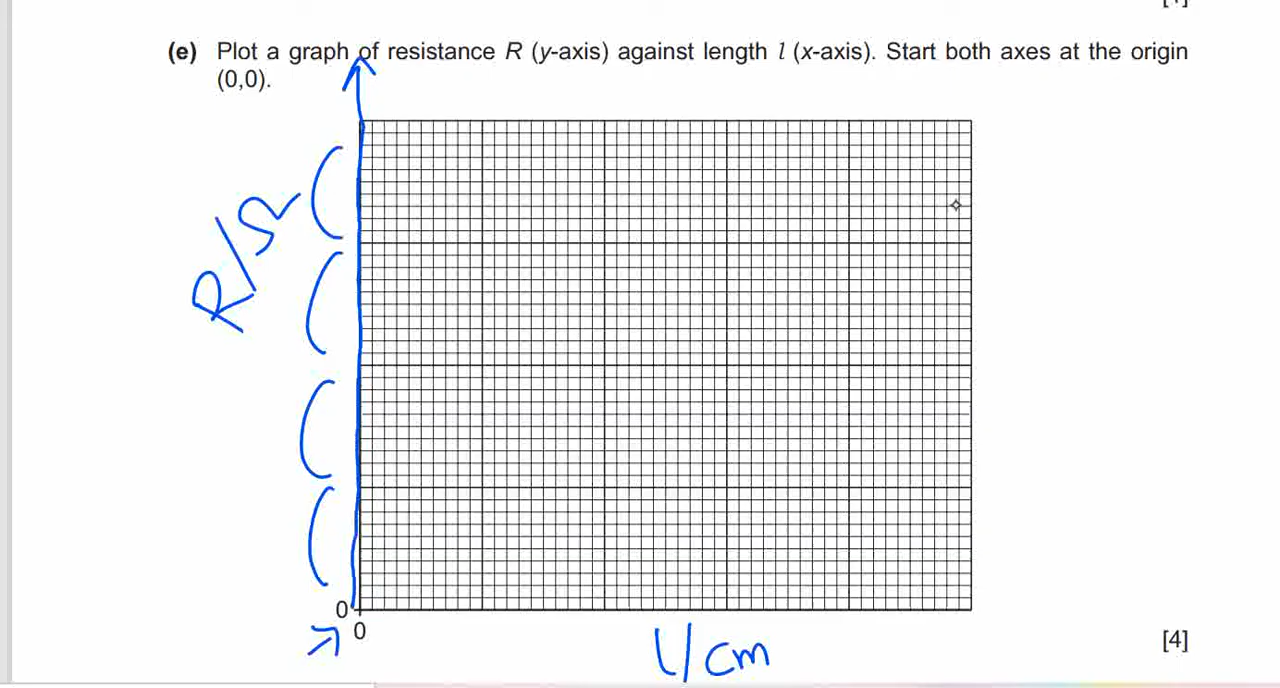 (e) Plot a graph of resistance R (y-axis) against length l (x-axis). Start both axes at the origin
(0,0).
R/Ω
0
0
l/cm
[4]